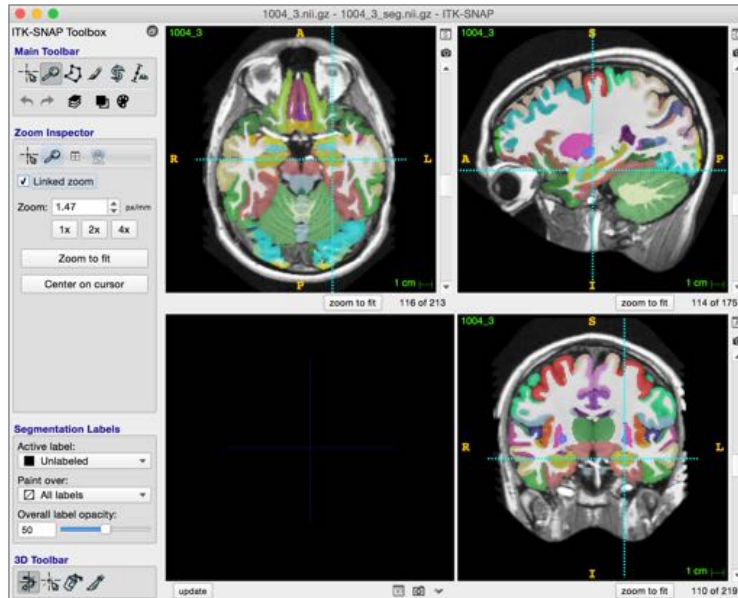 1004_3.nii.gz - 1004_3_seg.nii.gz - ITK-SNAP
ITK-SNAP Toolbox
Main Toolbar
Zoom Inspector
Linked zoom
Zoom: 1.47 px/mm
1x 2x 4x
Zoom to fit
Center on cursor
Segmentation Labels
Active label:
Unlabeled
Paint over:
All labels
Overall label opacity:
50
3D Toolbar
1004_3
A
R
L
P
1 cm
zoom to fit 116 of 213
1004_3
S
A
P
I
1 cm
zoom to fit 114 of 175
update
1004_3
S
R
L
I
1 cm
zoom to fit 110 of 219